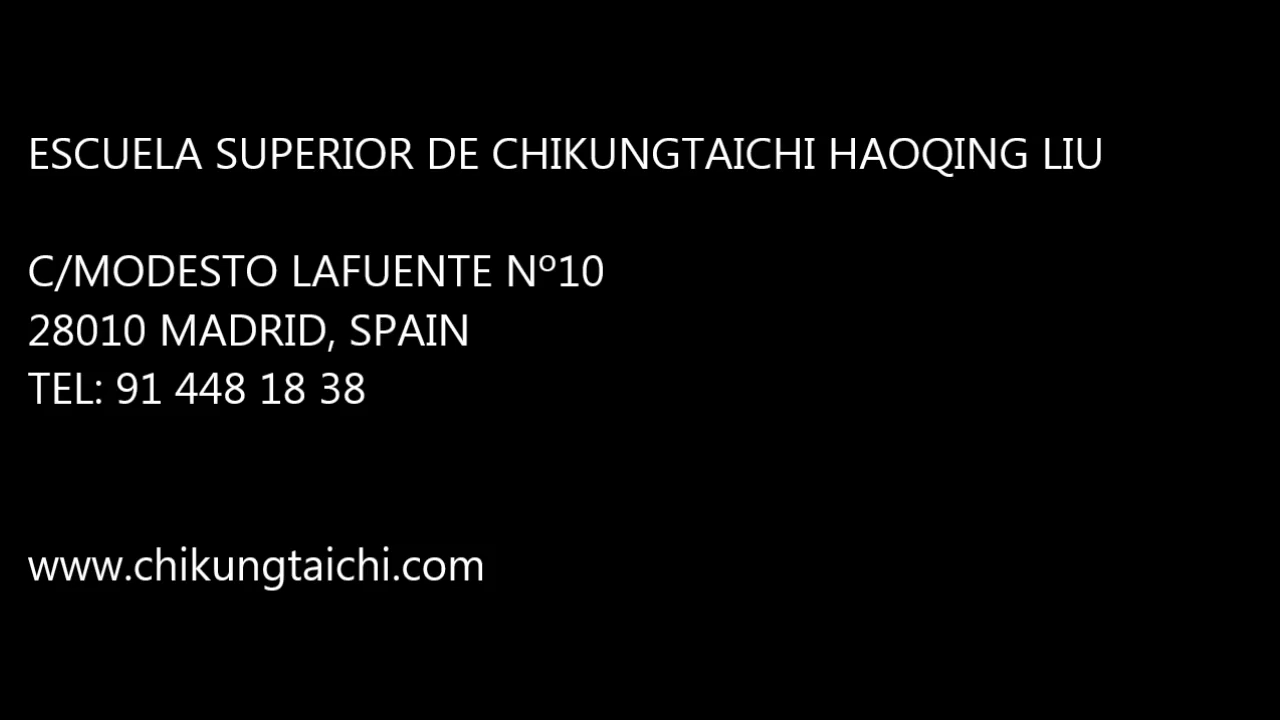 ESCUELA SUPERIOR DE CHIKUNGTAICHI HAOQING LIU
C/MODESTO LAFUENTE Nº10
28010 MADRID, SPAIN
TEL: 91 448 18 38
www.chikungtaichi.com